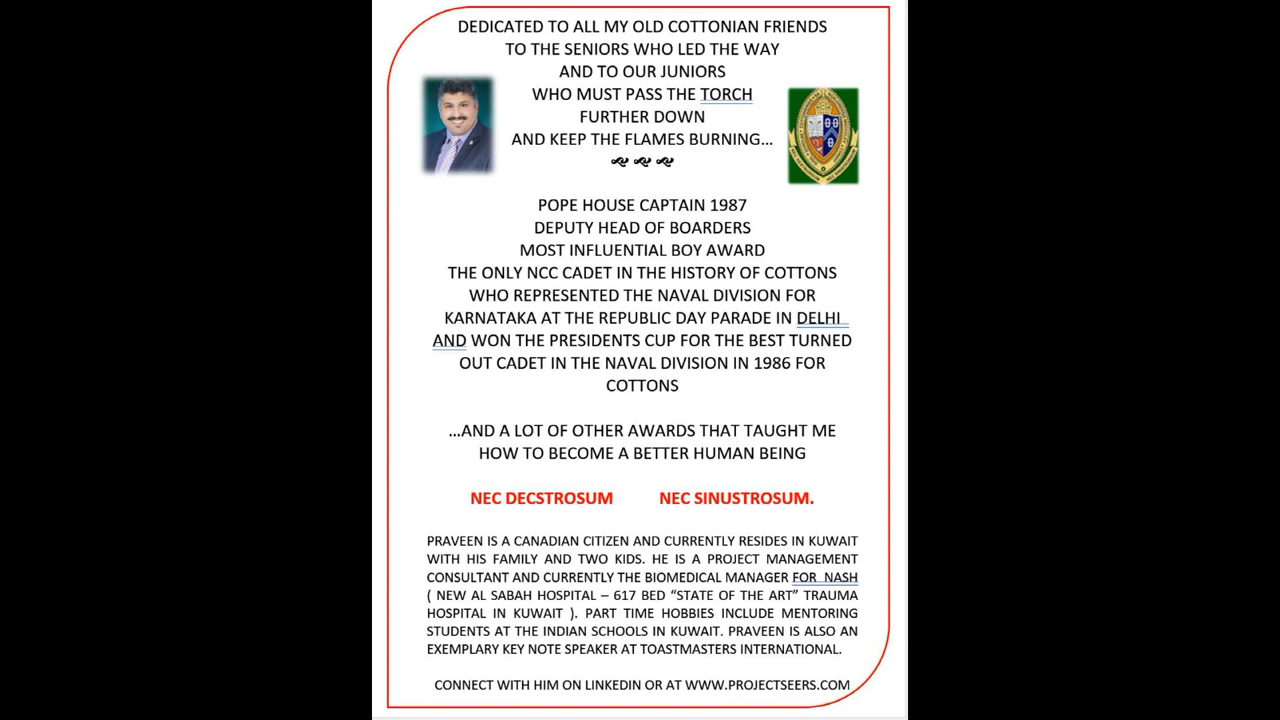 DEDICATED TO ALL MY OLD COTTONIAN FRIENDS
TO THE SENIORS WHO LED THE WAY
AND TO OUR JUNIORS
WHO MUST PASS THE TORCH
FURTHER DOWN
AND KEEP THE FLAMES BURNING...
POPE HOUSE CAPTAIN 1987
DEPUTY HEAD OF BOARDERS
MOST INFLUENTIAL BOY AWARD
THE ONLY NCC CADET IN THE HISTORY OF COTTONS
WHO REPRESENTED THE NAVAL DIVISION FOR
KARNATAKA AT THE REPUBLIC DAY PARADE IN DELHI
AND WON THE PRESIDENTS CUP FOR THE BEST TURNED
OUT CADET IN THE NAVAL DIVISION IN 1986 FOR
COTTONS
...AND A LOT OF OTHER AWARDS THAT TAUGHT ME
HOW TO BECOME A BETTER HUMAN BEING
NEC DECSTROSUM NEC SINUSTROSUM.
PRAVEEN IS A CANADIAN CITIZEN AND CURRENTLY RESIDES IN KUWAIT
WITH HIS FAMILY AND TWO KIDS. HE IS A PROJECT MANAGEMENT
CONSULTANT AND CURRENTLY THE BIOMEDICAL MANAGER FOR NASH
( NEW AL SABAH HOSPITAL – 617 BED “STATE OF THE ART” TRAUMA
HOSPITAL IN KUWAIT ). PART TIME HOBBIES INCLUDE MENTORING
STUDENTS AT THE INDIAN SCHOOLS IN KUWAIT. PRAVEEN IS ALSO AN
EXEMPLARY KEY NOTE SPEAKER AT TOASTMASTERS INTERNATIONAL.
CONNECT WITH HIM ON LINKEDIN OR AT WWW.PROJECTSEERS.COM